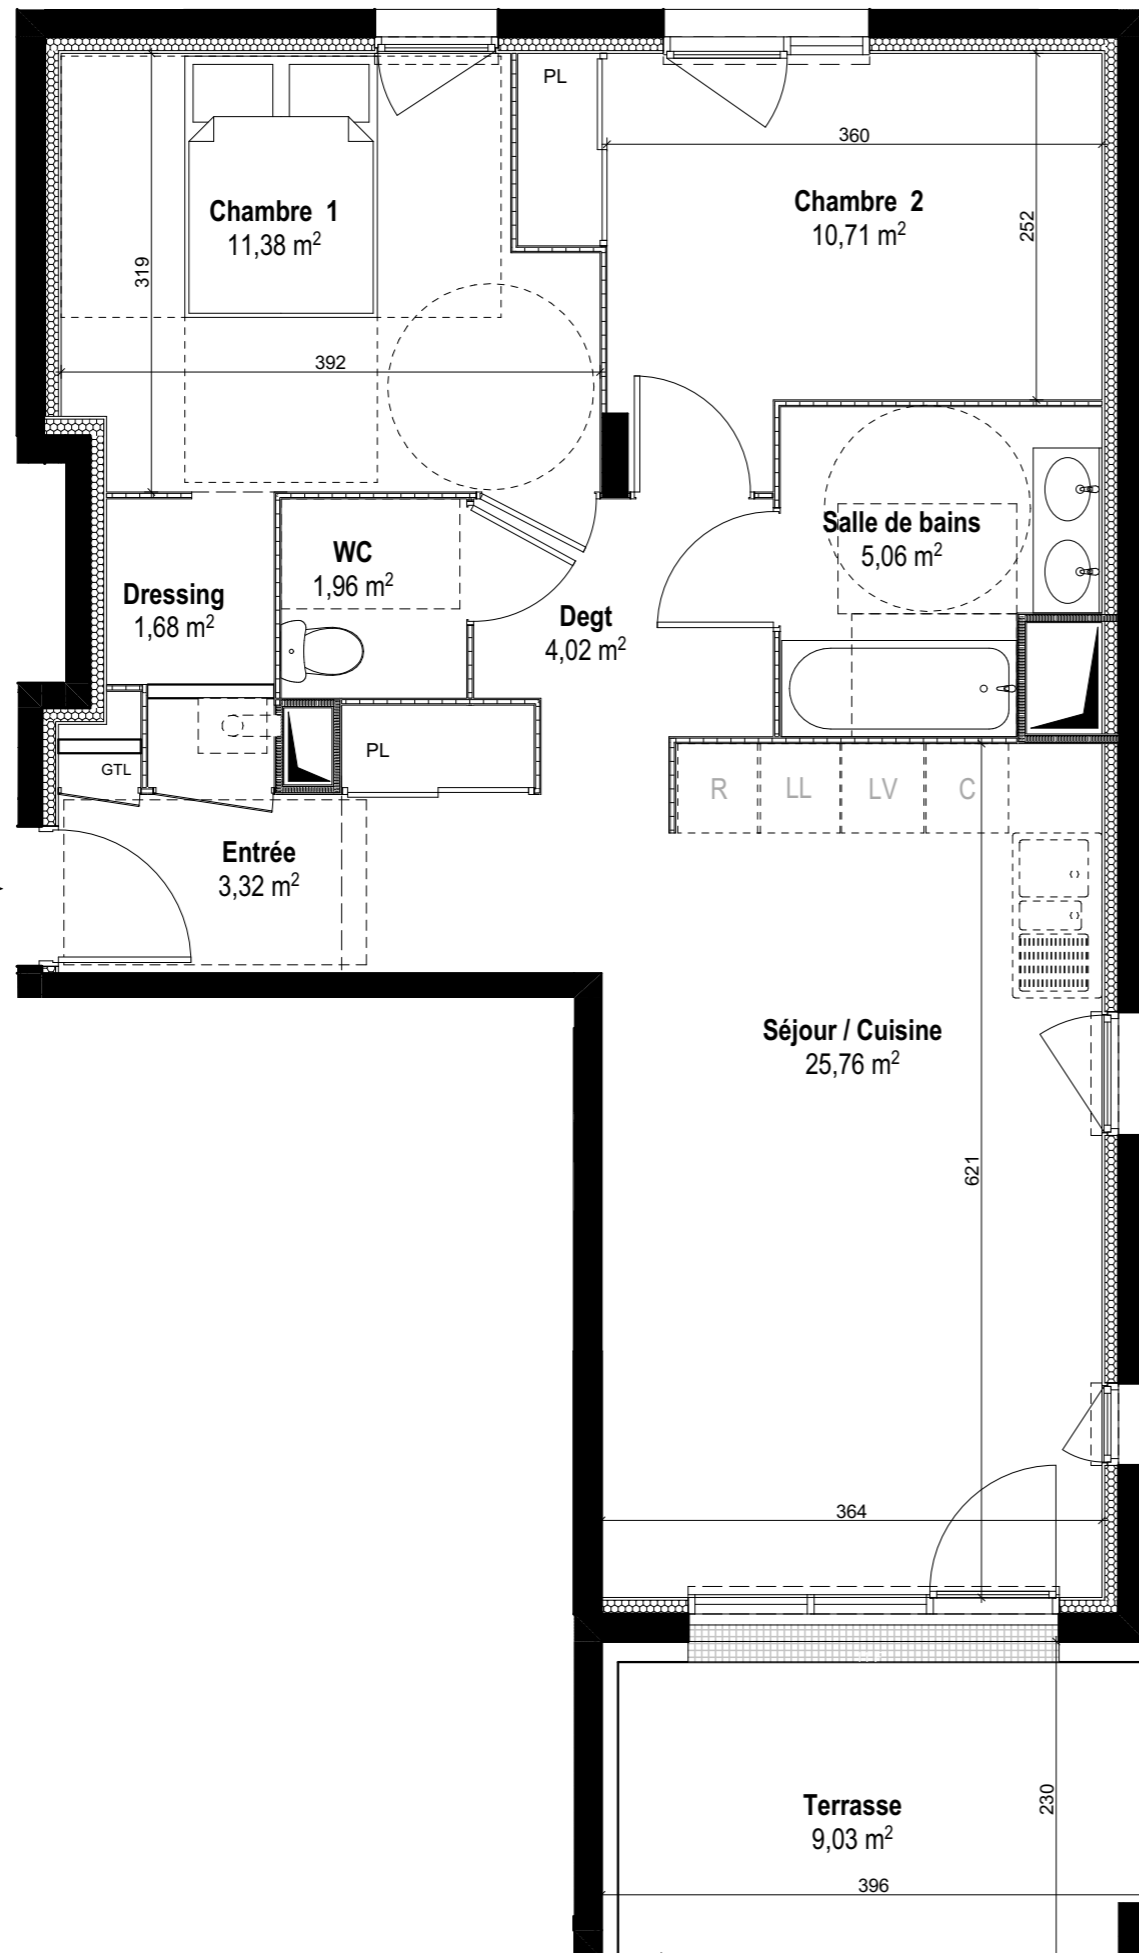 PL
360
Chambre 1
11,38 m²
Chambre 2
10,71 m²
319
252
392
Salle de bains
5,06 m²
WC
1,96 m²
Dressing
1,68 m²
Degt
4,02 m²
PL
GTL
R LL LV C
Entrée
3,32 m²
Séjour / Cuisine
25,76 m²
621
364
Terrasse
9,03 m²
230
396